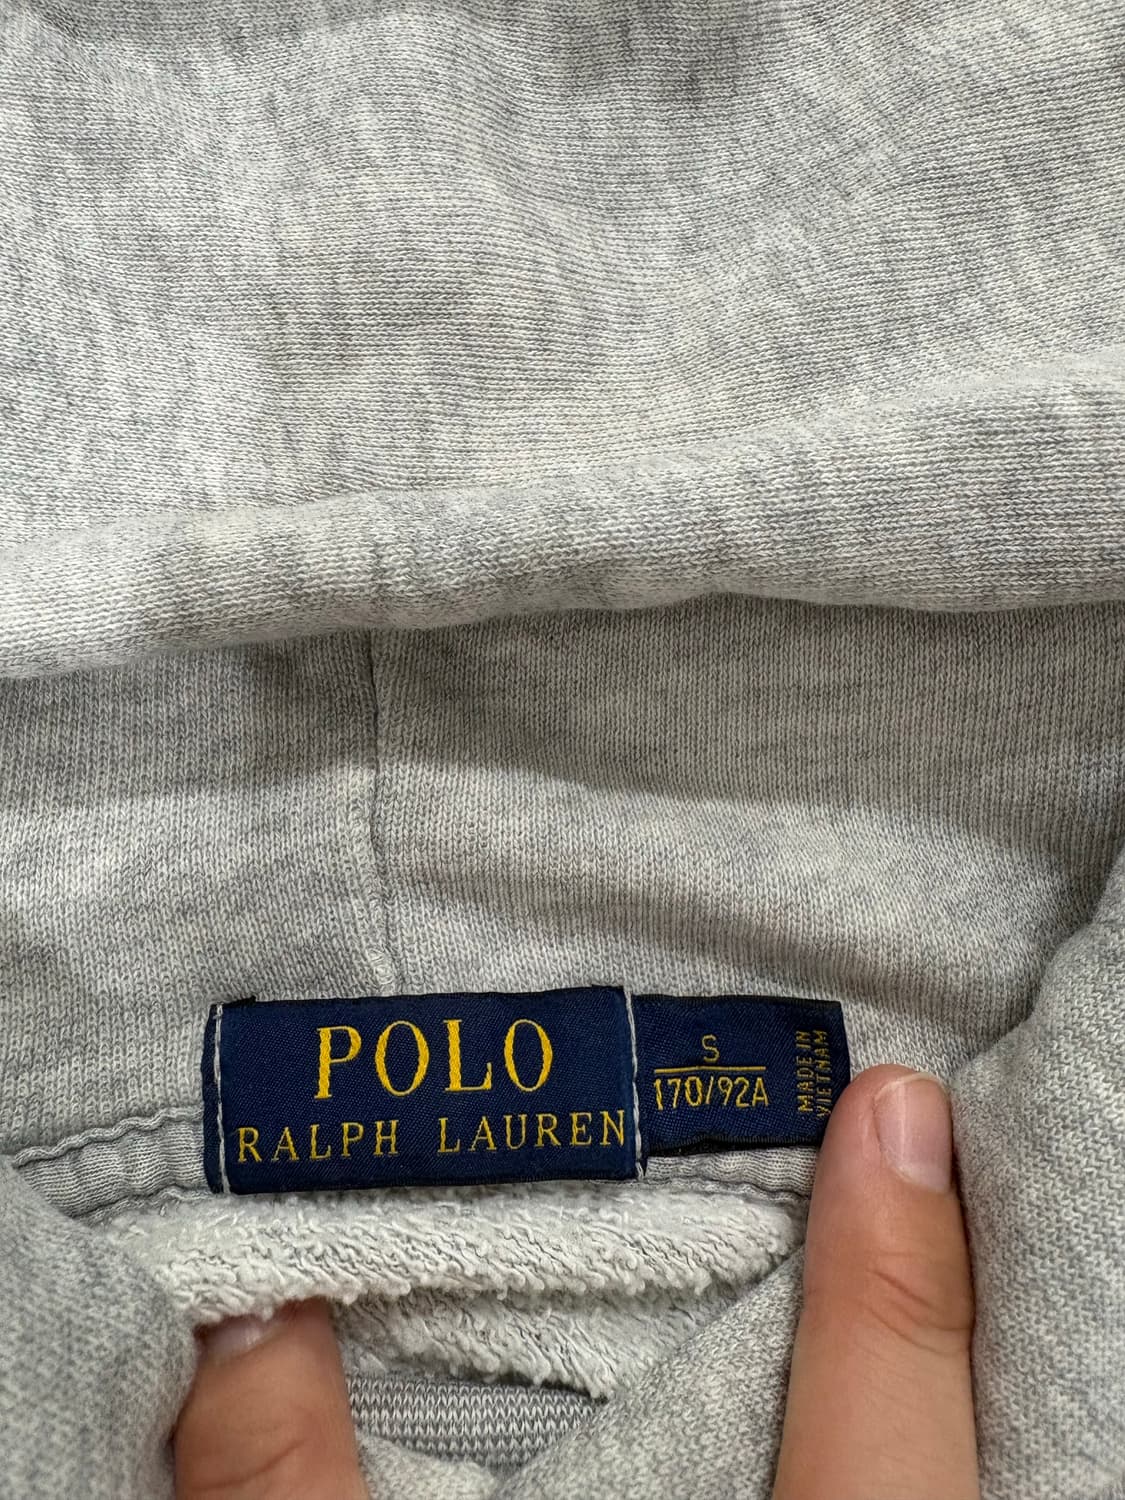 POLO
RALPH LAUREN
S
170/92A
MADE IN
VIETNAM